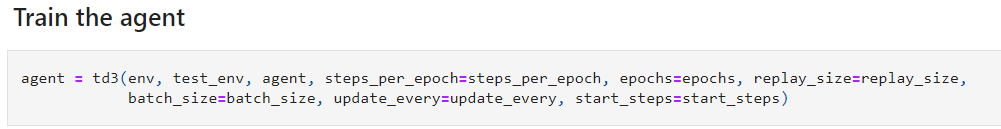 Train the agent
agent = td3(env, test_env, agent, steps_per_epoch=steps_per_epoch, epochs=epochs, replay_size=replay_size,
batch_size=batch_size, update_every=update_every, start_steps=start_steps)